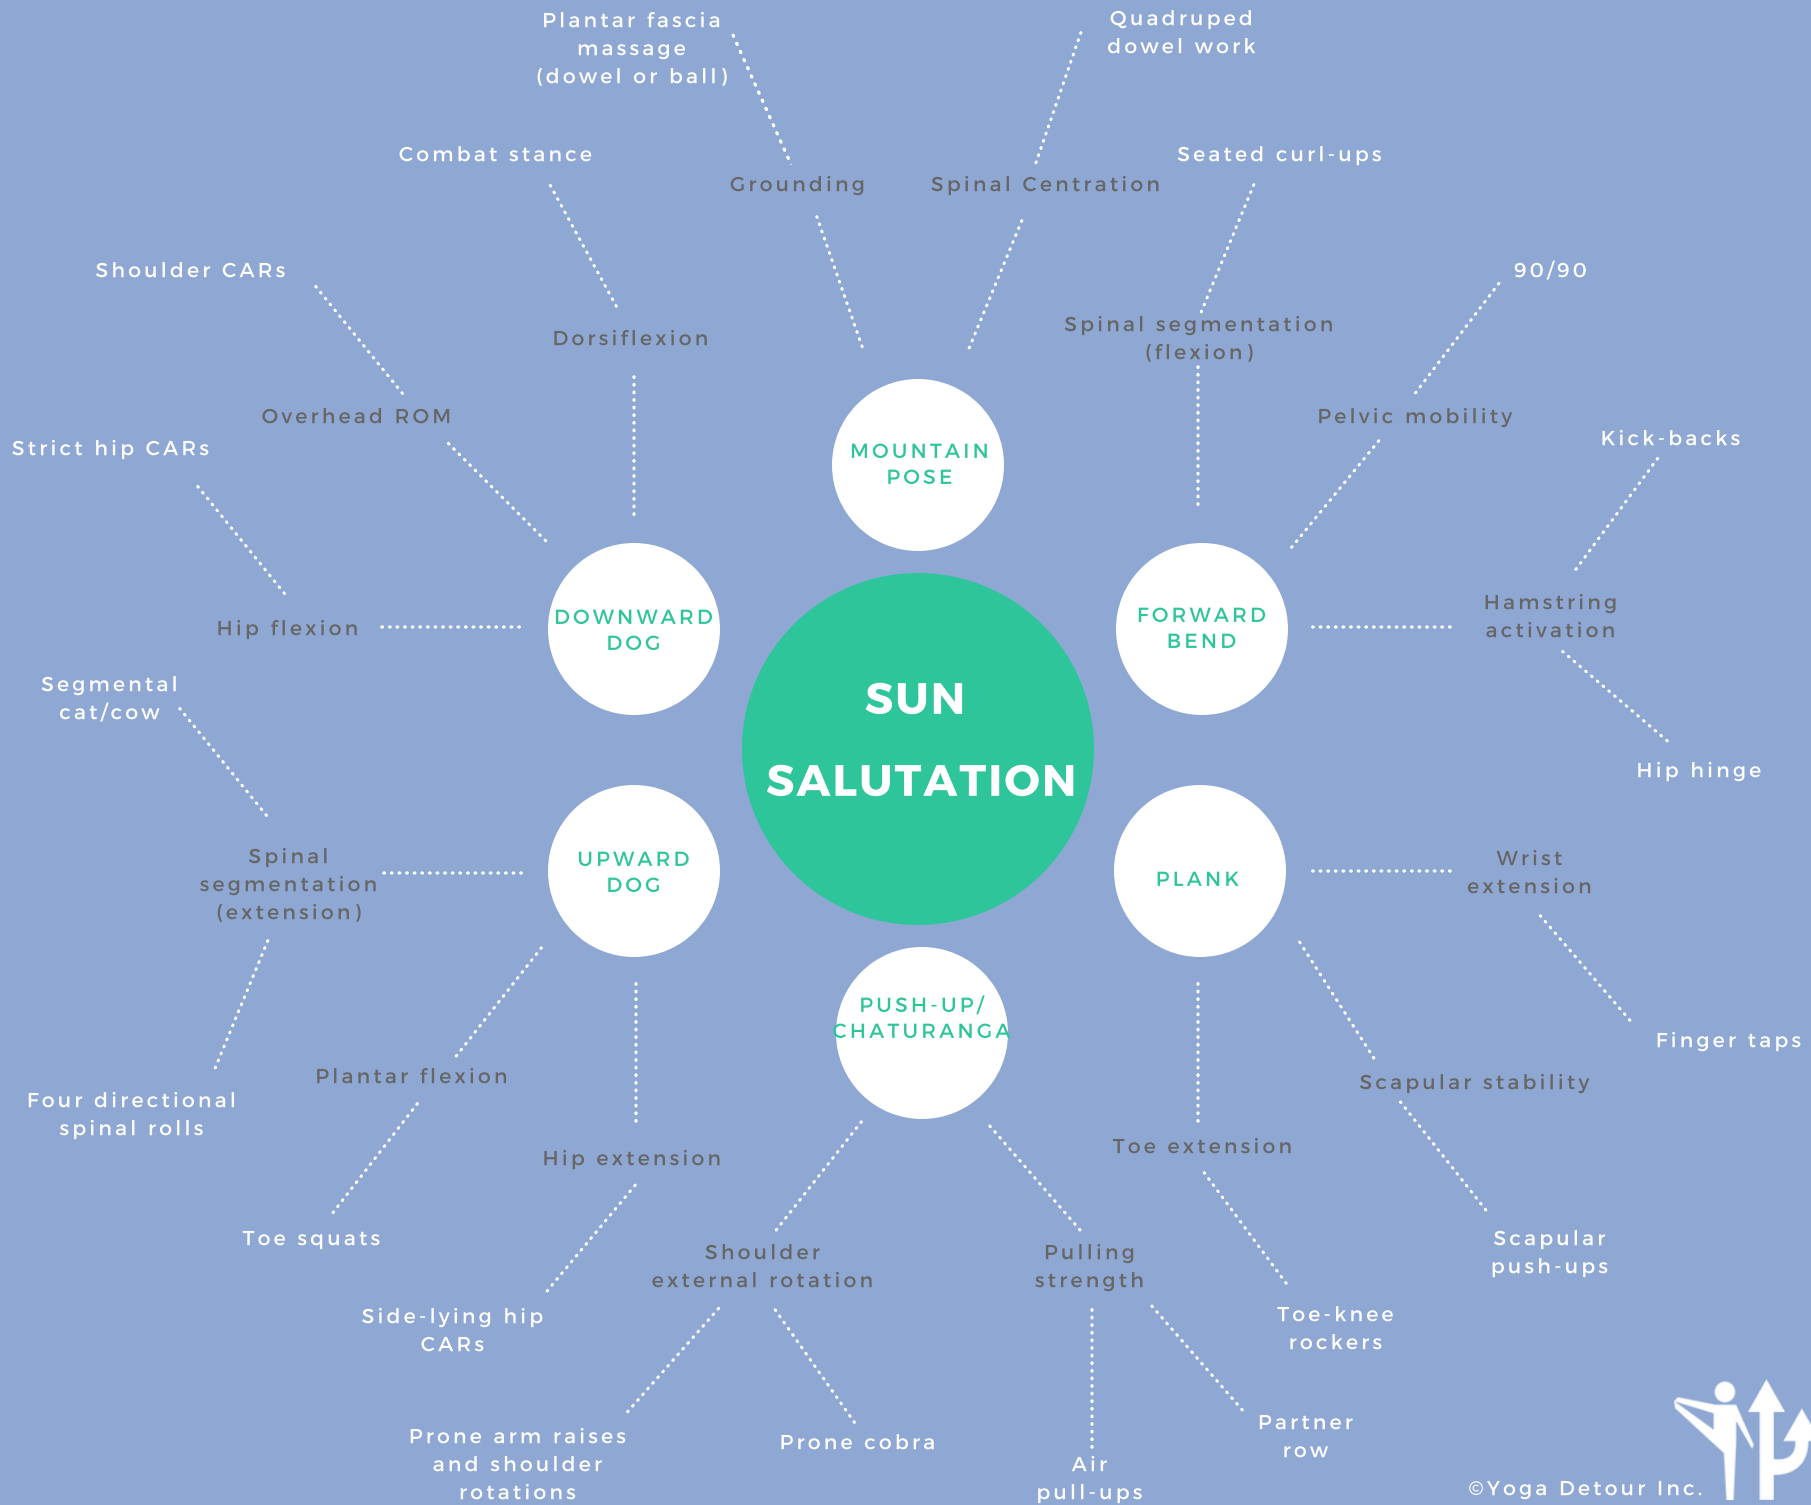 Plantar fascia
massage
(dowel or ball)
Quadruped
dowel work
Combat stance
Grounding
Spinal Centration
Seated curl-ups
Shoulder CARs
90/90
Dorsiflexion
Spinal segmentation
(flexion)
Overhead ROM
Pelvic mobility
Strict hip CARs
Kick-backs
MOUNTAIN
POSE
Hip flexion
DOWNWARD
DOG
FORWARD
BEND
Hamstring
activation
Segmental
cat/cow
SUN
SALUTATION
Hip hinge
Spinal
segmentation
(extension)
UPWARD
DOG
PLANK
Wrist
extension
PUSH-UP/
CHATURANGA
Finger taps
Four directional
spinal rolls
Plantar flexion
Scapular stability
Hip extension
Toe extension
Toe squats
Shoulder
external rotation
Pulling
strength
Scapular
push-ups
Side-lying hip
CARs
Toe-knee
rockers
Prone arm raises
and shoulder
rotations
Prone cobra
Air
pull-ups
Partner
row
©Yoga Detour Inc.